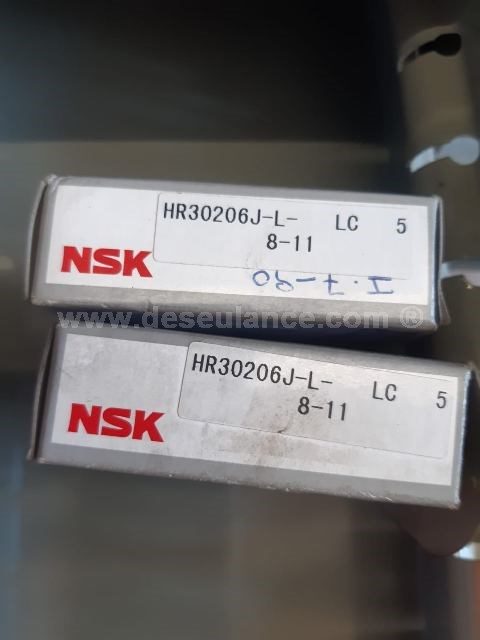 HR30206J-L- LC 5
8-11
NSK
I.7-90
www.deseulance.com ®
HR30206J-L- LC 5
8-11
NSK